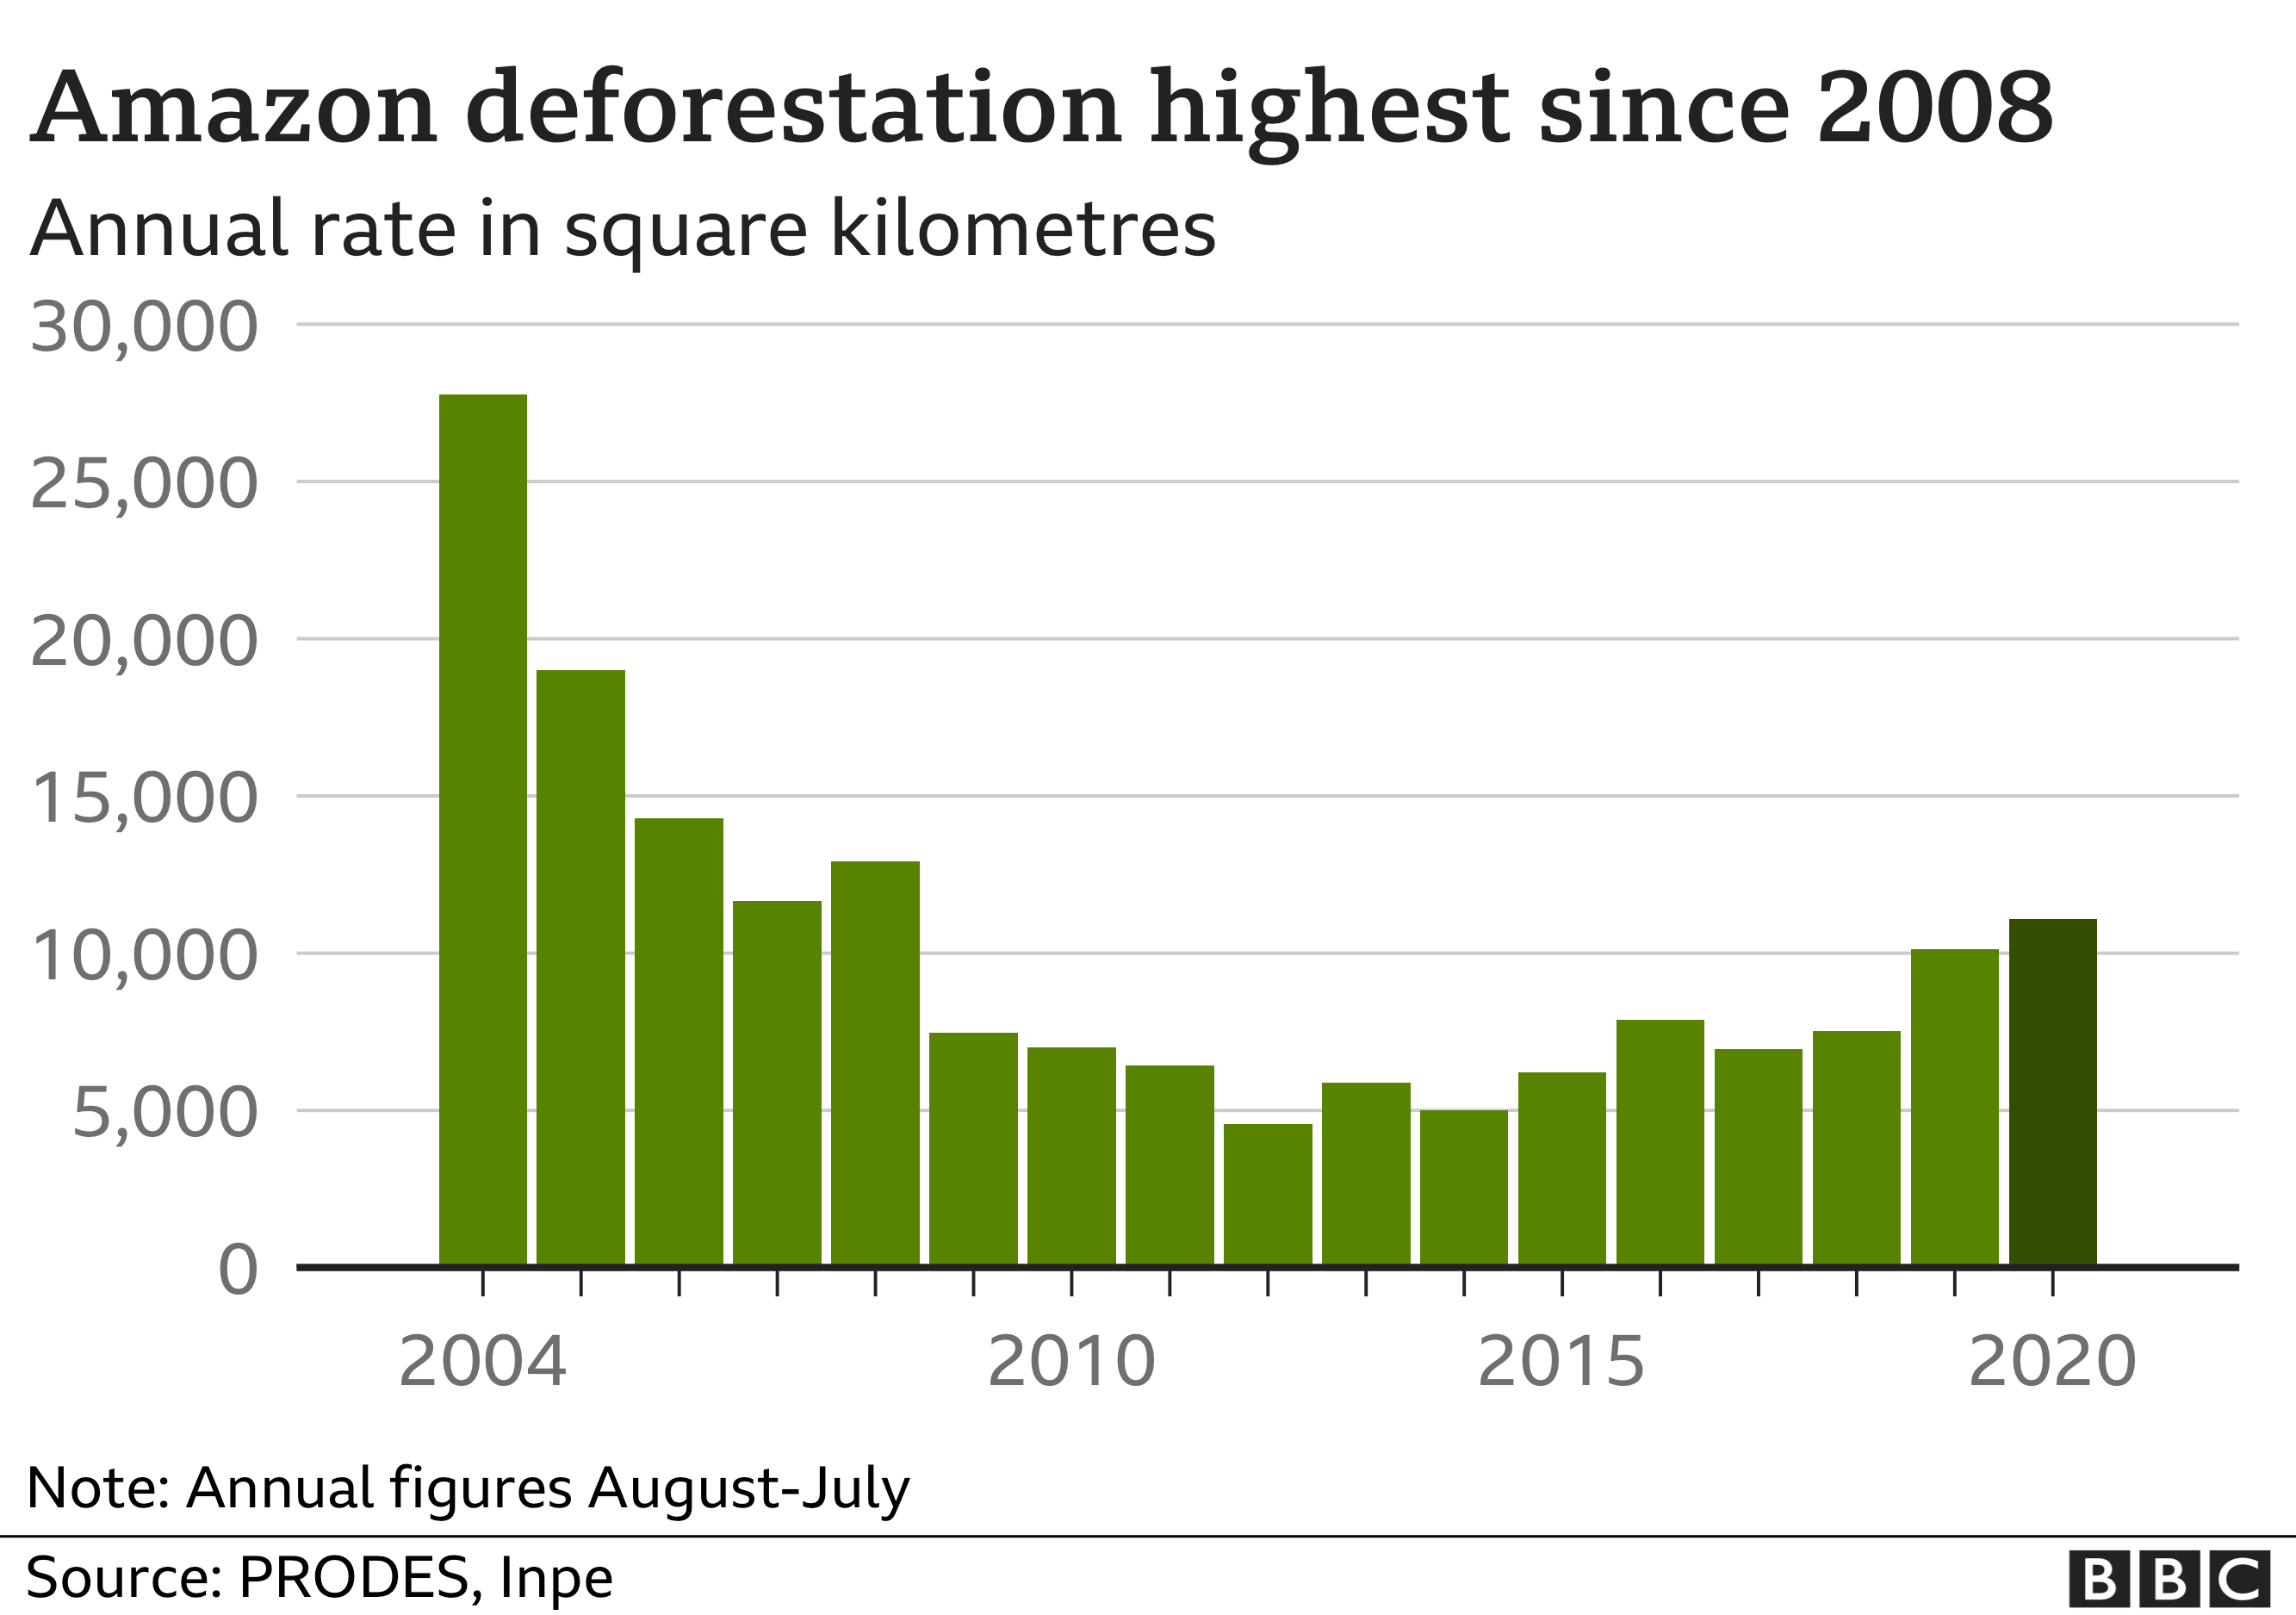 Amazon deforestation highest since 2008
Annual rate in square kilometres
30,000
25,000
20,000
15,000
10,000
5,000
0
2004 2010 2015 2020
Note: Annual figures August-July
Source: PRODES, Inpe
BBC